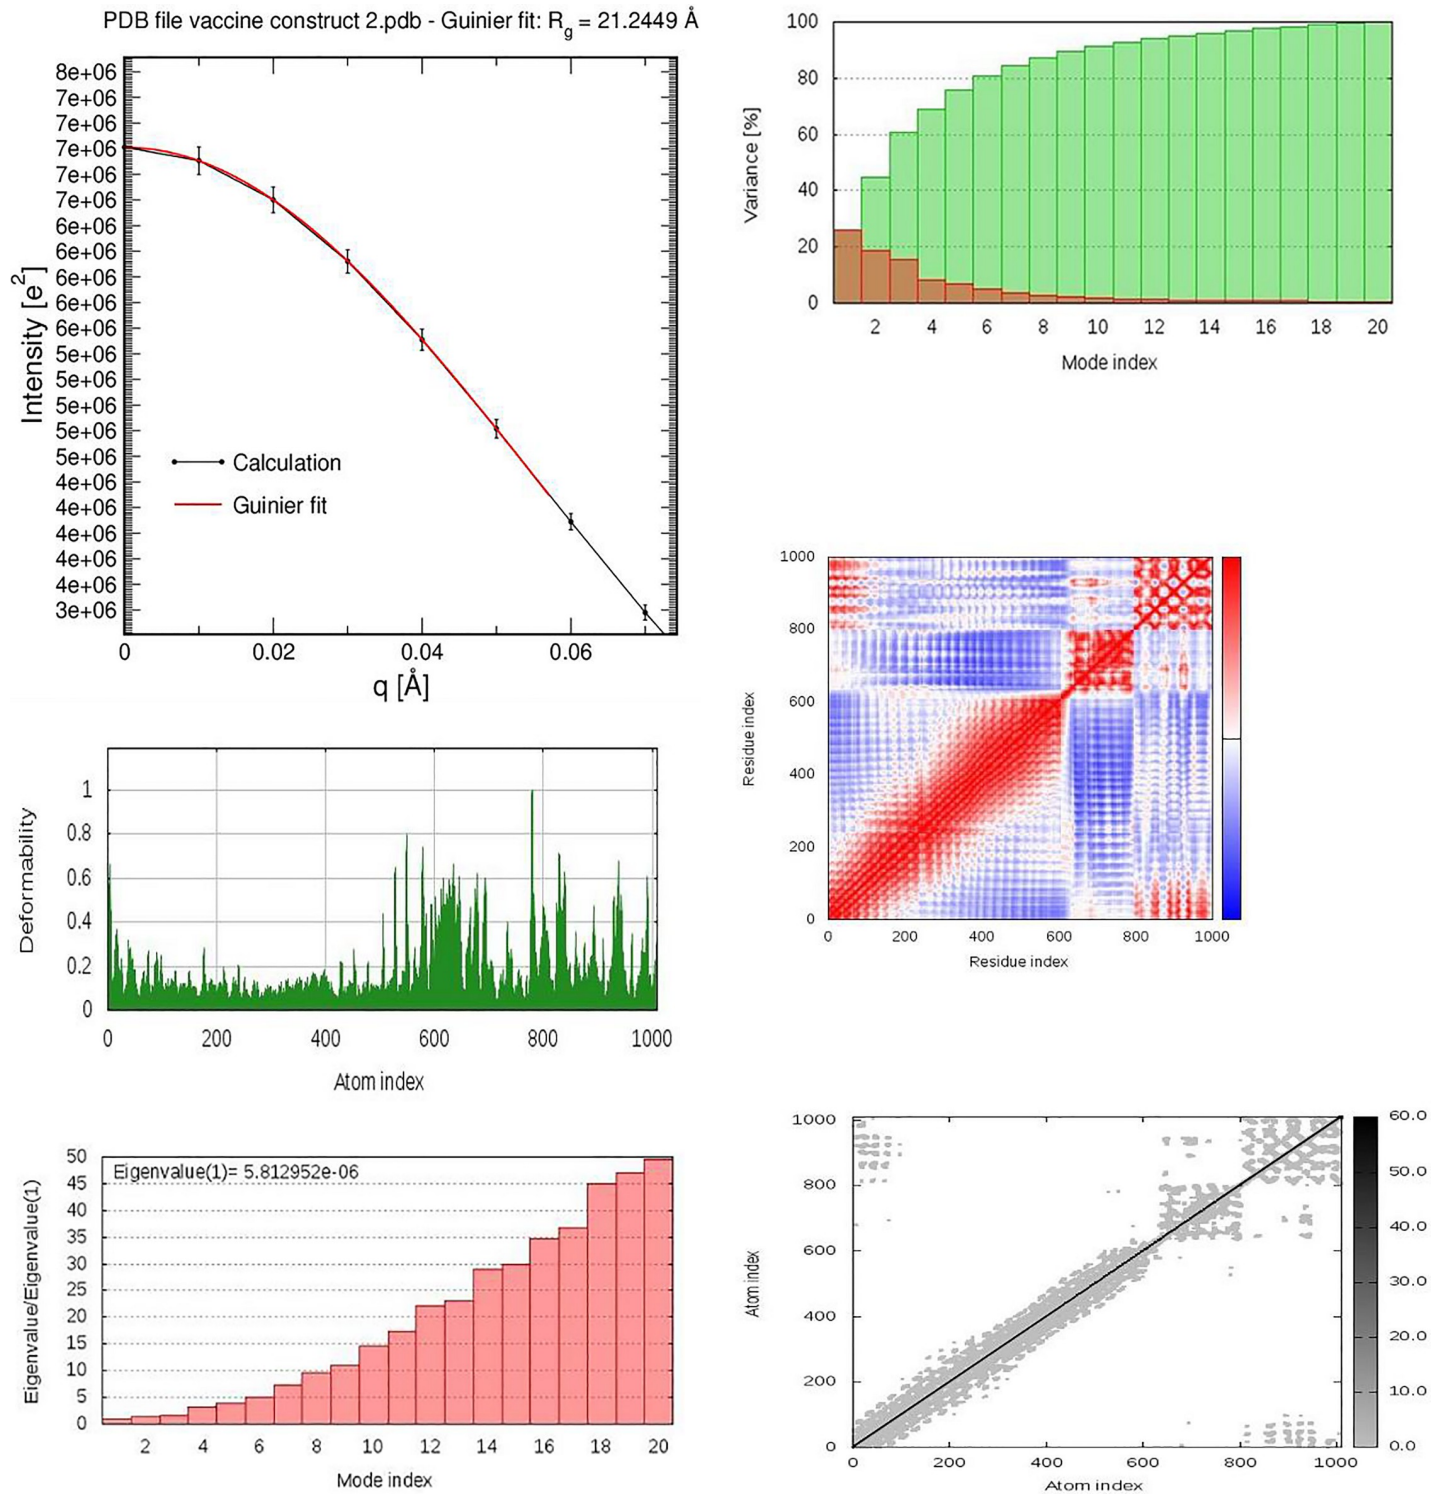 PDB file vaccine construct 2.pdb - Guinier fit: Rg = 21.2449 Å
8e+06
7e+06
7e+06
7e+06
7e+06
7e+06
6e+06
6e+06
6e+06
6e+06
6e+06
5e+06
5e+06
5e+06
5e+06
5e+06
4e+06
4e+06
4e+06
4e+06
4e+06
3e+06
Intensity [e2]
Calculation
Guinier fit
0 0.02 0.04 0.06
q [Å]
100
80
60
40
20
0
Variance [%]
2 4 6 8 10 12 14 16 18 20
Mode index
1
0.8
0.6
0.4
0.2
0
Deformability
0 200 400 600 800 1000
Atom index
1000
800
600
400
200
0
Residue index
0 200 400 600 800 1000
Residue index
Eigenvalue(1)= 5.812952e-06
50
45
40
35
30
25
20
15
10
5
0
Eigenvalue/Eigenvalue(1)
2 4 6 8 10 12 14 16 18 20
Mode index
1000
800
600
400
200
0
Atom index
0 200 400 600 800 1000
Atom index
60.0
50.0
40.0
30.0
20.0
10.0
0.0